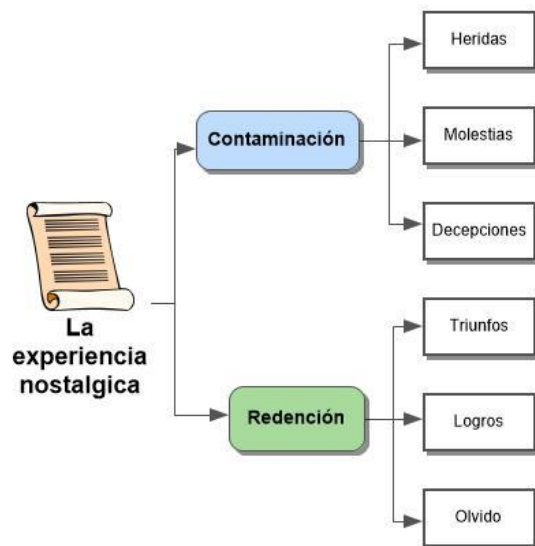 Heridas
Contaminación
Molestias
Decepciones
La
experiencia
nostalgica
Triunfos
Redención
Logros
Olvido